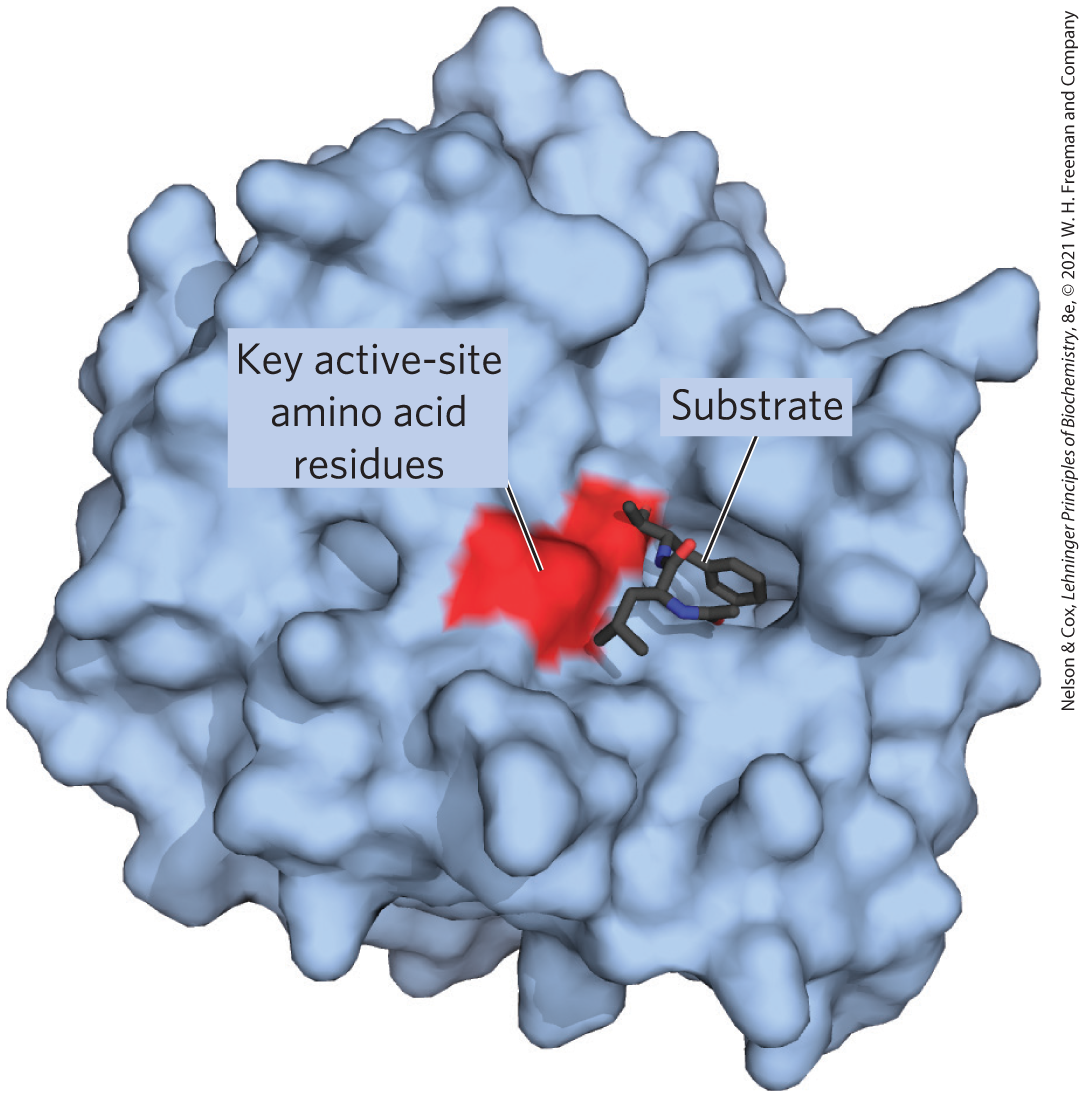 Key active-site
amino acid
residues
Substrate
Nelson & Cox, Lehninger Principles of Biochemistry, 8e, © 2021 W. H. Freeman and Company